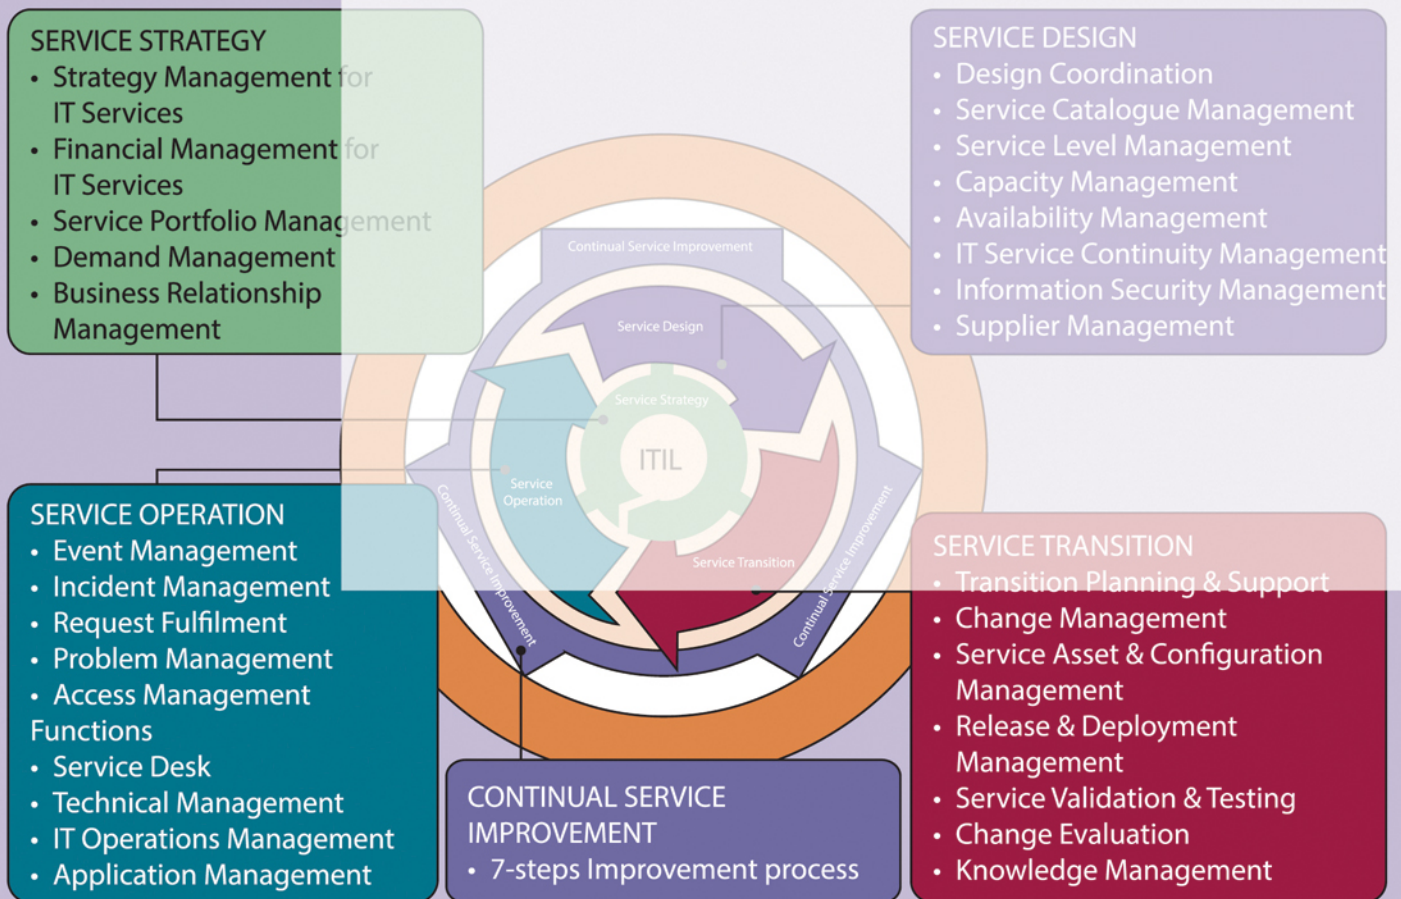 SERVICE STRATEGY
• Strategy Management for
IT Services
• Financial Management for
IT Services
• Service Portfolio Management
• Demand Management
• Business Relationship
Management
SERVICE DESIGN
• Design Coordination
• Service Catalogue Management
• Service Level Management
• Capacity Management
• Availability Management
• IT Service Continuity Management
• Information Security Management
• Supplier Management
Continual Service Improvement
Service Design
Service Strategy
ITIL
Service
Operation
Service Transition
Continual Service Improvement
Continual Service Improvement
SERVICE OPERATION
• Event Management
• Incident Management
• Request Fulfilment
• Problem Management
• Access Management
Functions
• Service Desk
• Technical Management
• IT Operations Management
• Application Management
CONTINUAL SERVICE
IMPROVEMENT
• 7-steps Improvement process
SERVICE TRANSITION
• Transition Planning & Support
• Change Management
• Service Asset & Configuration
Management
• Release & Deployment
Management
• Service Validation & Testing
• Change Evaluation
• Knowledge Management